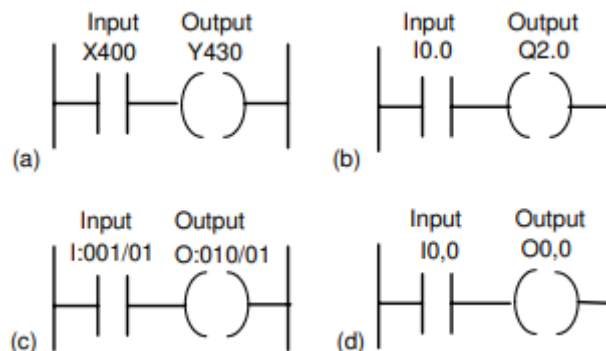 Input Output
X400 Y430
(a)
Input Output
I0.0 Q2.0
(b)
Input Output
I:001/01 O:010/01
(c)
Input Output
I0,0 O0,0
(d)